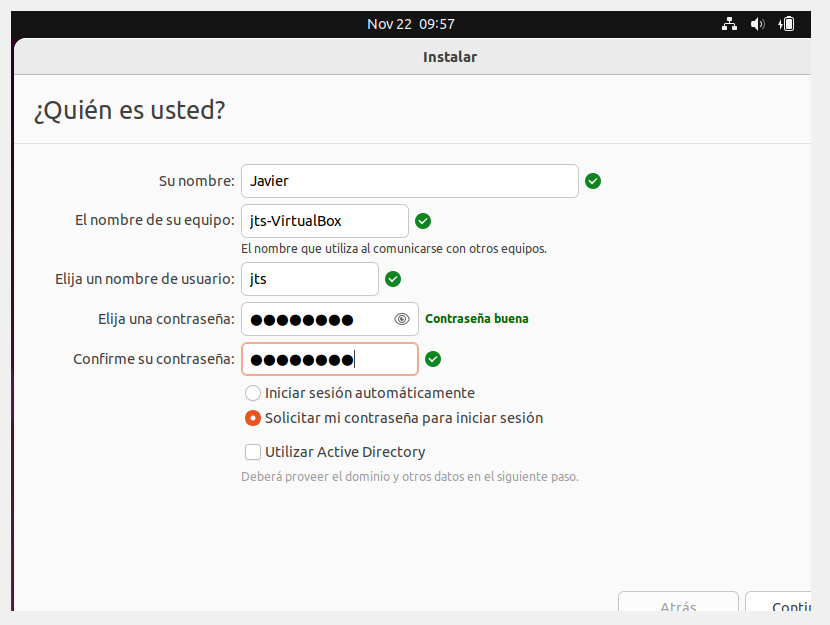 Nov 22 09:57
Instalar
¿Quién es usted?
Su nombre: Javier
El nombre de su equipo: jts-VirtualBox
El nombre que utiliza al comunicarse con otros equipos.
Elija un nombre de usuario: jts
Elija una contraseña: ●●●●●●●● Contraseña buena
Confirme su contraseña: ●●●●●●●●
Iniciar sesión automáticamente
Solicitar mi contraseña para iniciar sesión
Utilizar Active Directory
Deberá proveer el dominio y otros datos en el siguiente paso.
Atrás